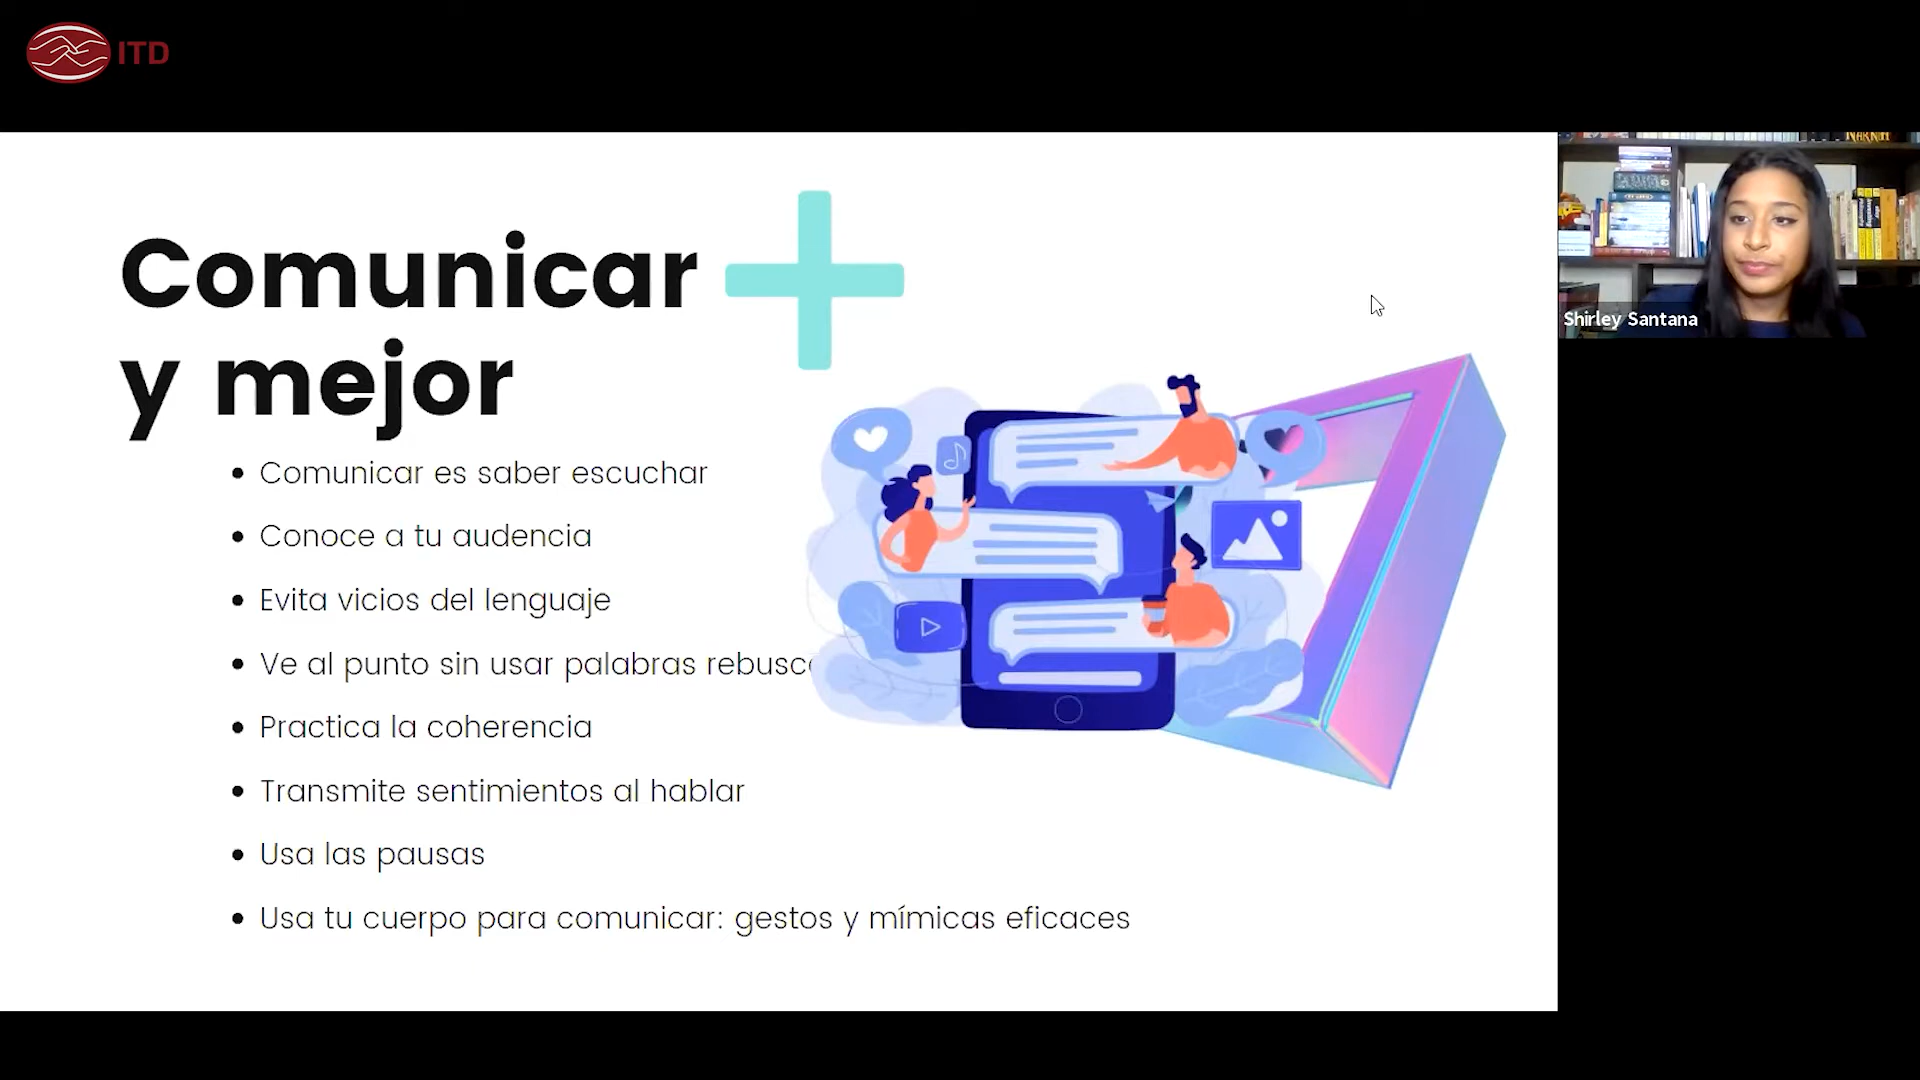 ITD
Comunicar
y mejor
Comunicar es saber escuchar
Conoce a tu audencia
Evita vicios del lenguaje
Ve al punto sin usar palabras
Practica la coherencia
Transmite sentimientos al hablar
Usa las pausas
Usa tu cuerpo para comunicar: gestos y mímicas eficaces
Shirley Santana